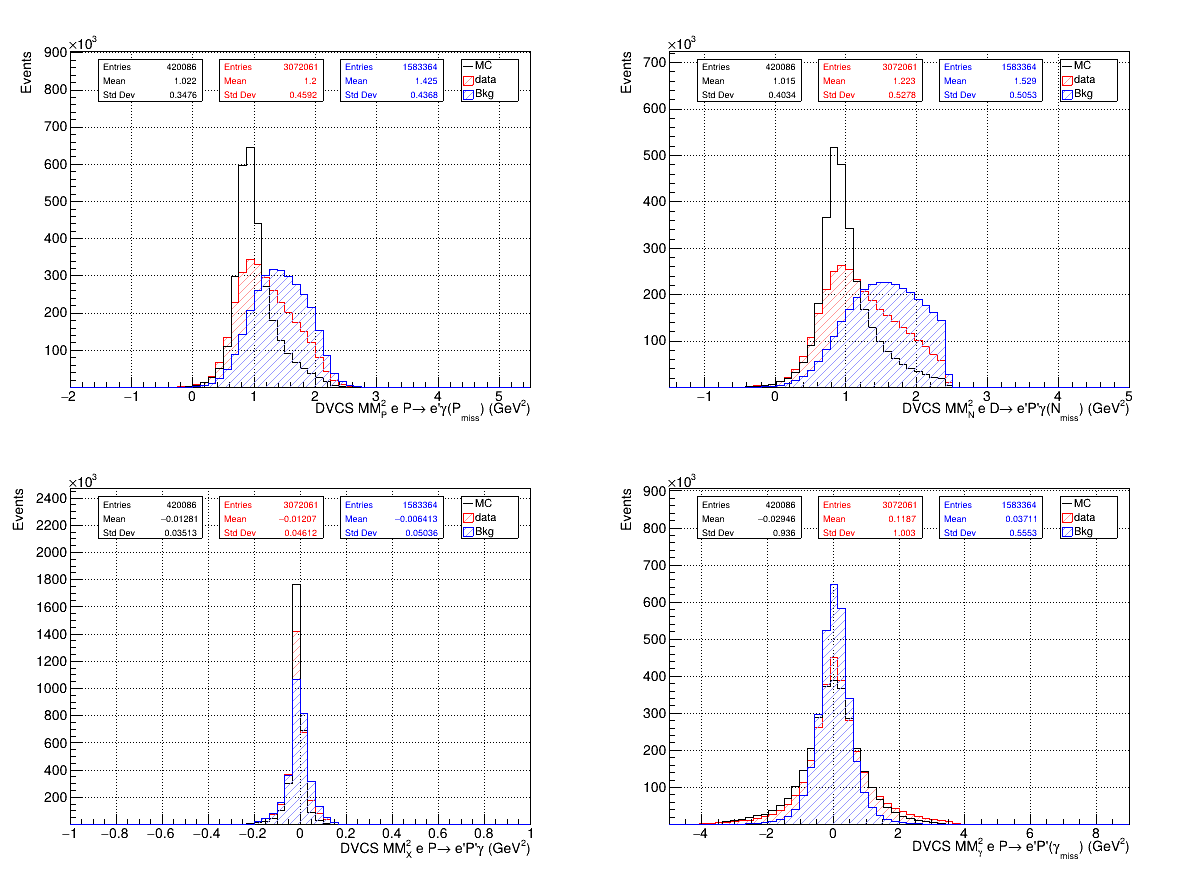 ×10³
Events
900
800
700
600
500
400
300
200
100
−2 −1 0 1 2 3 4 5
Entries 420086
Mean 1.022
Std Dev 0.3476
Entries 3072061
Mean 1.2
Std Dev 0.4592
Entries 1583364
Mean 1.425
Std Dev 0.4368
MC
data
Bkg
DVCS MM²_P e P→ e'γ(P_miss) (GeV²)
×10³
Events
700
600
500
400
300
200
100
−1 0 1 2 3 4 5
Entries 420086
Mean 1.015
Std Dev 0.4034
Entries 3072061
Mean 1.223
Std Dev 0.5278
Entries 1583364
Mean 1.529
Std Dev 0.5053
MC
data
Bkg
DVCS MM²_N e D→ e'P'γ(N_miss) (GeV²)
×10³
Events
2400
2200
2000
1800
1600
1400
1200
1000
800
600
400
200
−1 −0.8 −0.6 −0.4 −0.2 0 0.2 0.4 0.6 0.8 1
Entries 420086
Mean −0.01281
Std Dev 0.03513
Entries 3072061
Mean −0.01207
Std Dev 0.04612
Entries 1583364
Mean −0.006413
Std Dev 0.05036
MC
data
Bkg
DVCS MM²_X e P→ e'P'γ (GeV²)
×10³
Events
900
800
700
600
500
400
300
200
100
−4 −2 0 2 4 6 8
Entries 420086
Mean −0.02946
Std Dev 0.936
Entries 3072061
Mean 0.1187
Std Dev 1.003
Entries 1583364
Mean 0.03711
Std Dev 0.5553
MC
data
Bkg
DVCS MM²_γ e P→ e'P'(γ_miss) (GeV²)